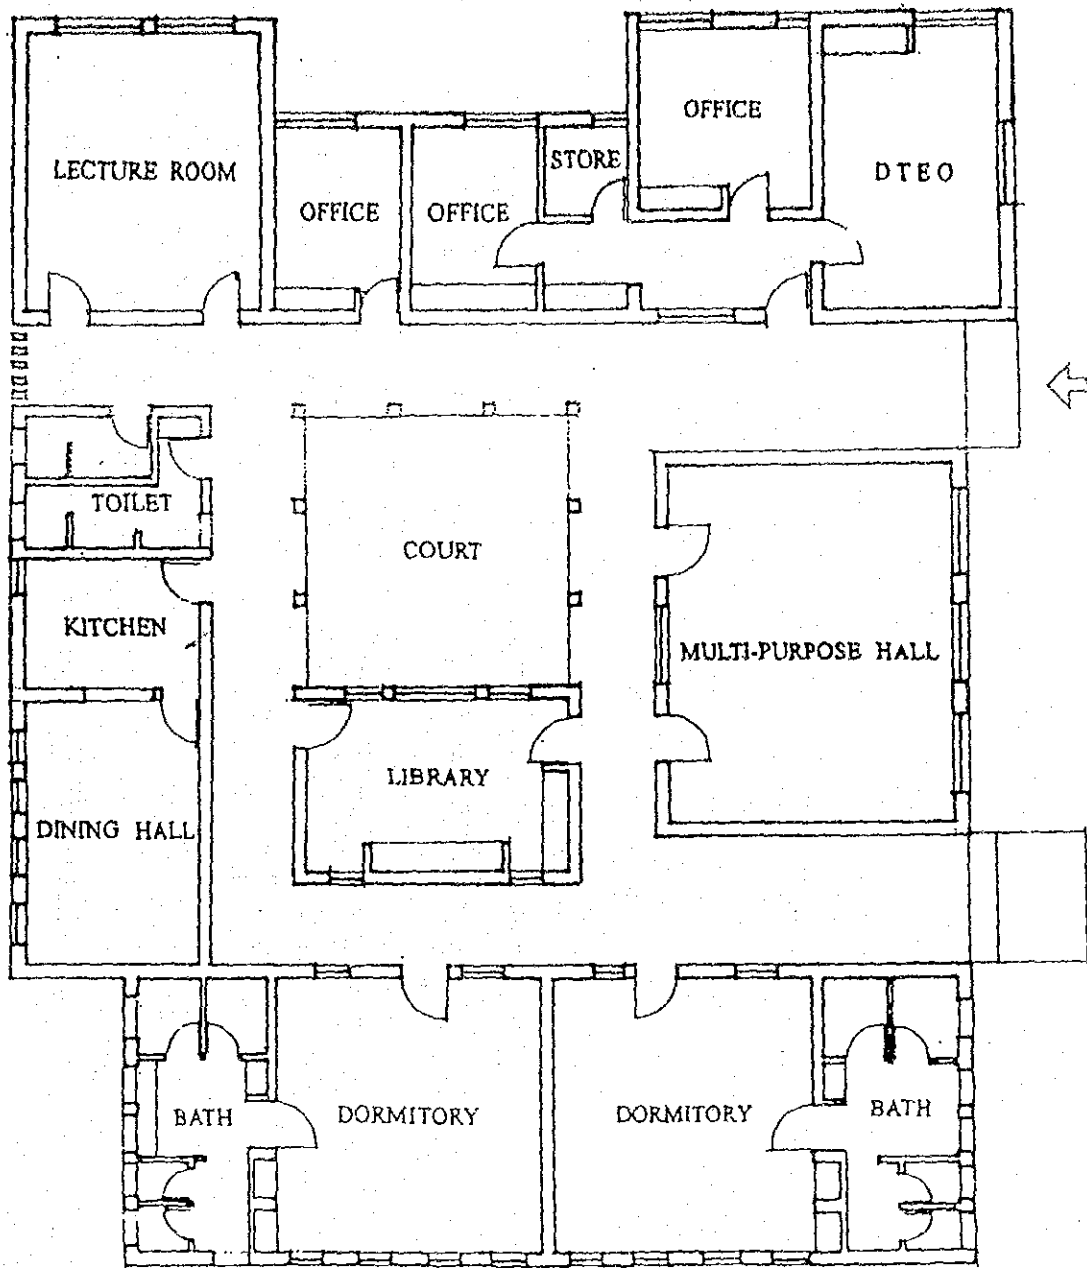 OFFICE
STORE
LECTURE ROOM
DTEO
OFFICE
OFFICE
TOILET
COURT
KITCHEN
MULTI-PURPOSE HALL
LIBRARY
DINING HALL
BATH
DORMITORY
DORMITORY
BATH